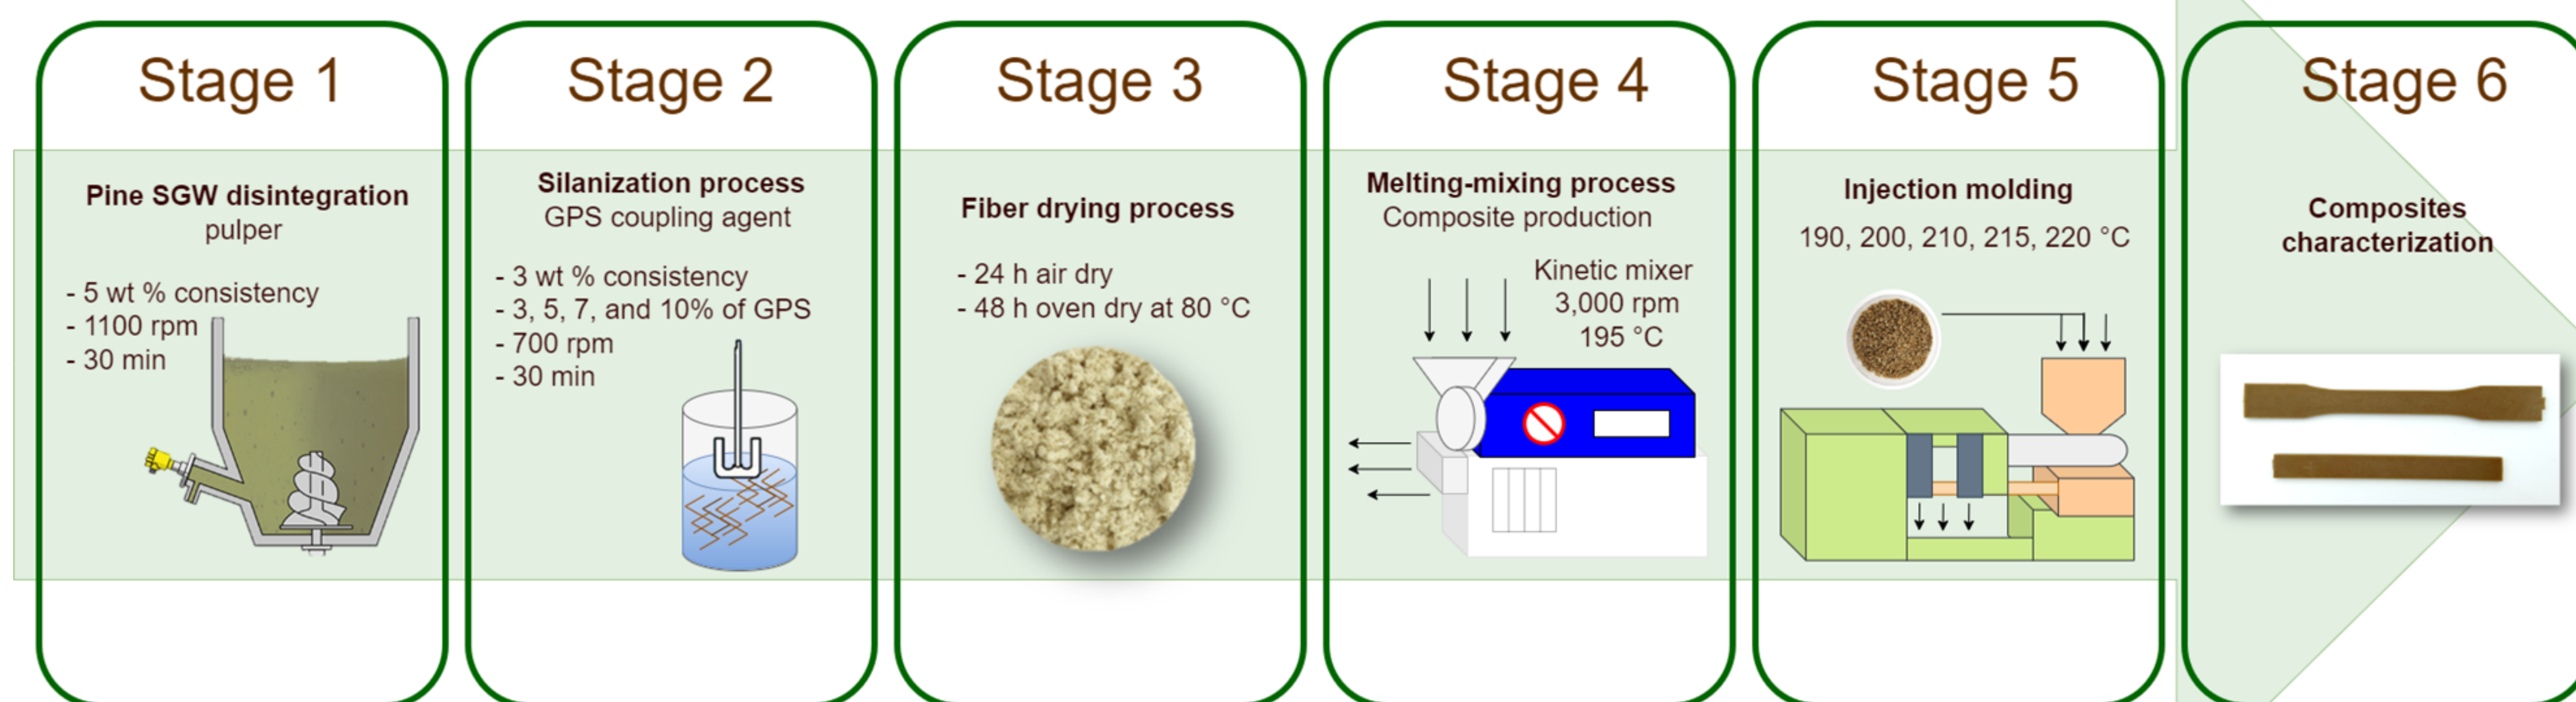 Stage 1
Pine SGW disintegration
pulper
- 5 wt % consistency
- 1100 rpm
- 30 min
Stage 2
Silanization process
GPS coupling agent
- 3 wt % consistency
- 3, 5, 7, and 10% of GPS
- 700 rpm
- 30 min
Stage 3
Fiber drying process
- 24 h air dry
- 48 h oven dry at 80 °C
Stage 4
Melting-mixing process
Composite production
Kinetic mixer
3,000 rpm
195 °C
Stage 5
Injection molding
190, 200, 210, 215, 220 °C
Stage 6
Composites
characterization